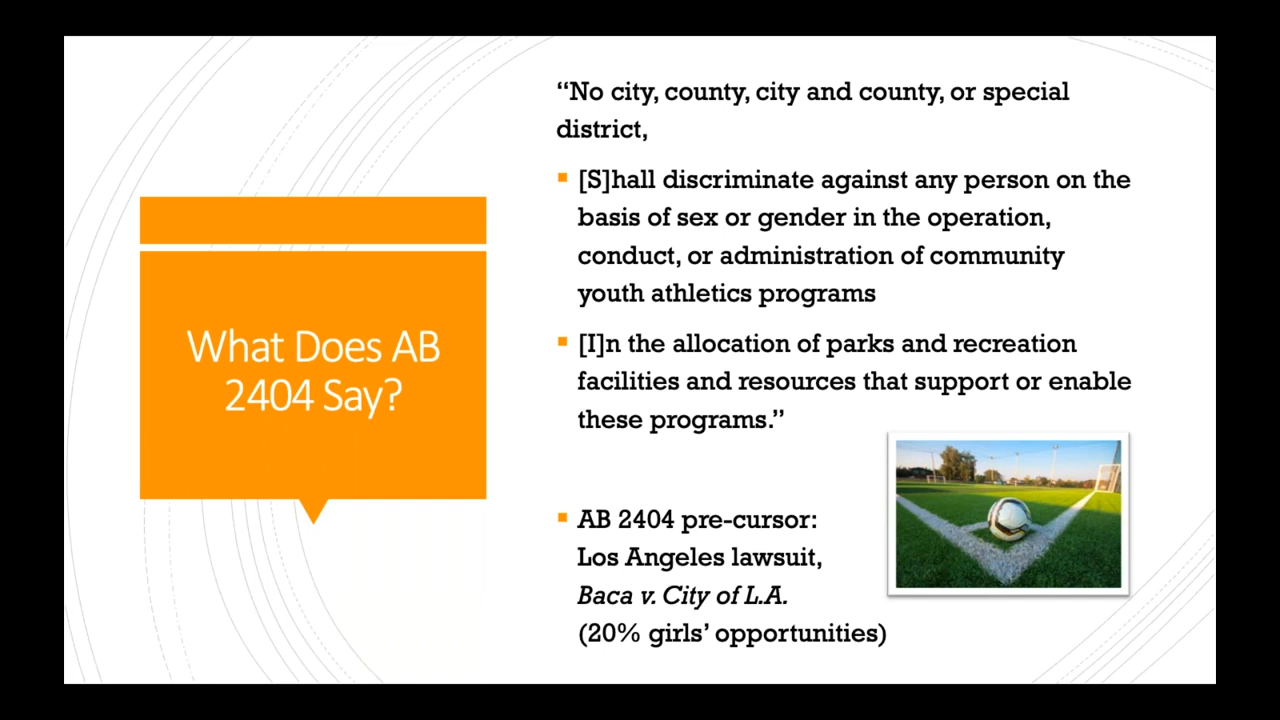 What Does AB
2404 Say?
“No city, county, city and county, or special
district,
▪ [S]hall discriminate against any person on the
basis of sex or gender in the operation,
conduct, or administration of community
youth athletics programs
▪ [I]n the allocation of parks and recreation
facilities and resources that support or enable
these programs.”
▪ AB 2404 pre-cursor:
Los Angeles lawsuit,
Baca v. City of L.A.
(20% girls’ opportunities)